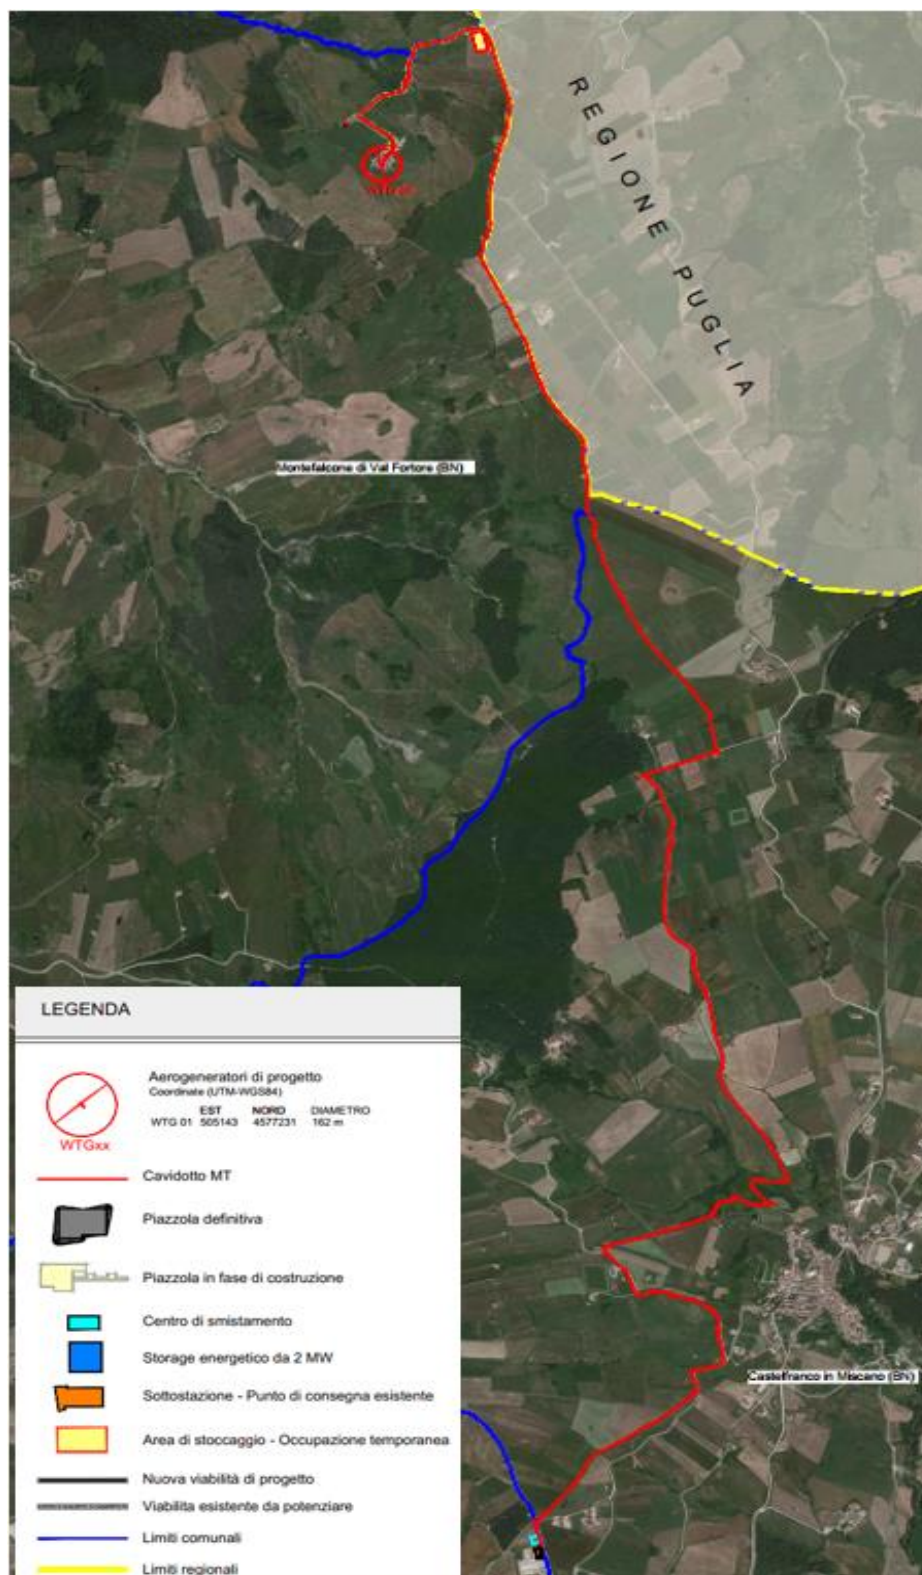 REGIONE PUGLIA
Montefalcone di Val Fortore (BN)
LEGENDA
Aerogeneratori di progetto
Coordinate (UTM-WGS84)
EST NORD DIAMETRO
WTG 01 505143 4577231 162 m
WTGxx
Cavidotto MT
Piazzola definitiva
Piazzola in fase di costruzione
Centro di smistamento
Storage energetico da 2 MW
Sottostazione - Punto di consegna esistente
Area di stoccaggio - Occupazione temporanea
Nuova viabilità di progetto
Viabilita esistente da potenziare
Limiti comunali
Limiti regionali
Castelfranco in Miscano (BN)